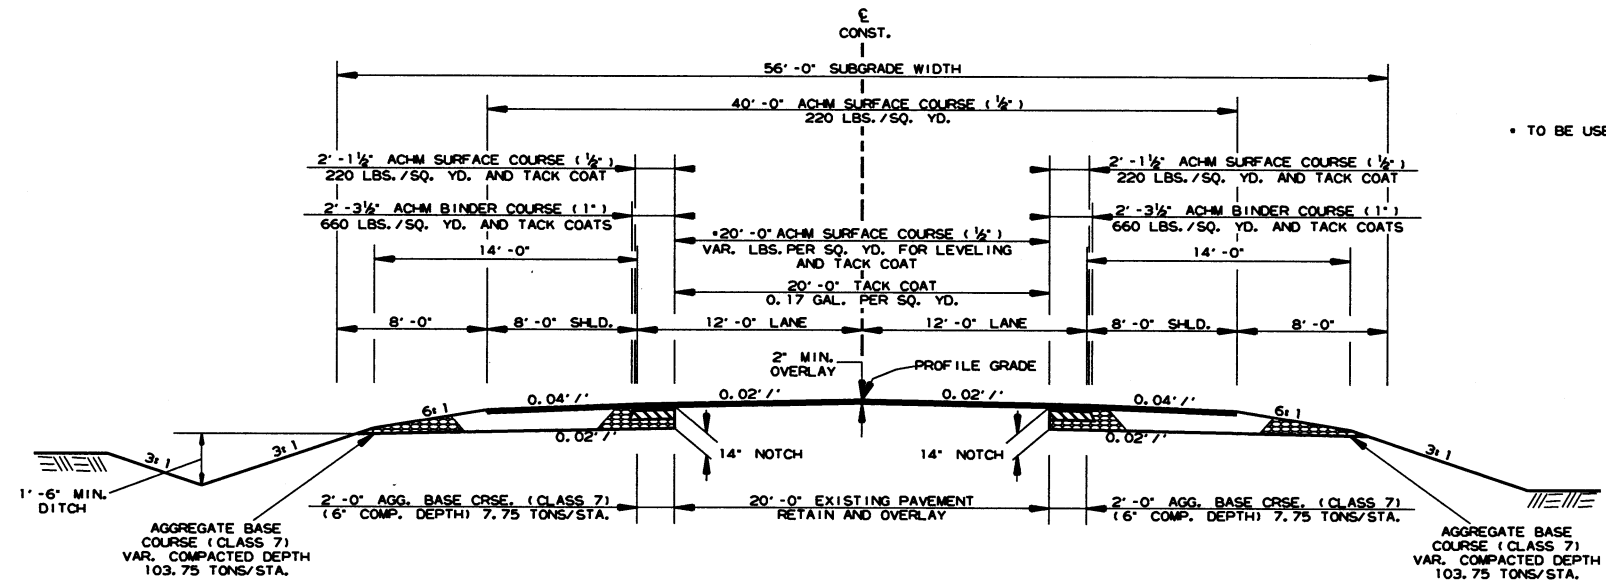 ℄
CONST.
56'-0" SUBGRADE WIDTH
40'-0" ACHM SURFACE COURSE (½")
220 LBS./SQ. YD.
* TO BE USE
2'-1½" ACHM SURFACE COURSE (½")
220 LBS./SQ. YD. AND TACK COAT
2'-1½" ACHM SURFACE COURSE (½")
220 LBS./SQ. YD. AND TACK COAT
2'-3½" ACHM BINDER COURSE (1")
660 LBS./SQ. YD. AND TACK COATS
2'-3½" ACHM BINDER COURSE (1")
660 LBS./SQ. YD. AND TACK COATS
*20'-0" ACHM SURFACE COURSE (½")
VAR. LBS. PER SQ. YD. FOR LEVELING
AND TACK COAT
14'-0"
14'-0"
20'-0" TACK COAT
0.17 GAL. PER SQ. YD.
8'-0"
8'-0" SHLD.
12'-0" LANE
12'-0" LANE
8'-0" SHLD.
8'-0"
2" MIN.
OVERLAY
PROFILE GRADE
6:1
0.04'/'
0.02'/'
0.02'/'
0.04'/'
6:1
3:1
3:1
0.02'/'
0.02'/'
3:1
14" NOTCH
14" NOTCH
1'-6" MIN.
DITCH
2'-0" AGG. BASE CRSE. (CLASS 7)
(6" COMP. DEPTH) 7.75 TONS/STA.
20'-0" EXISTING PAVEMENT
RETAIN AND OVERLAY
2'-0" AGG. BASE CRSE. (CLASS 7)
(6" COMP. DEPTH) 7.75 TONS/STA.
AGGREGATE BASE
COURSE (CLASS 7)
VAR. COMPACTED DEPTH
103.75 TONS/STA.
AGGREGATE BASE
COURSE (CLASS 7)
VAR. COMPACTED DEPTH
103.75 TONS/STA.